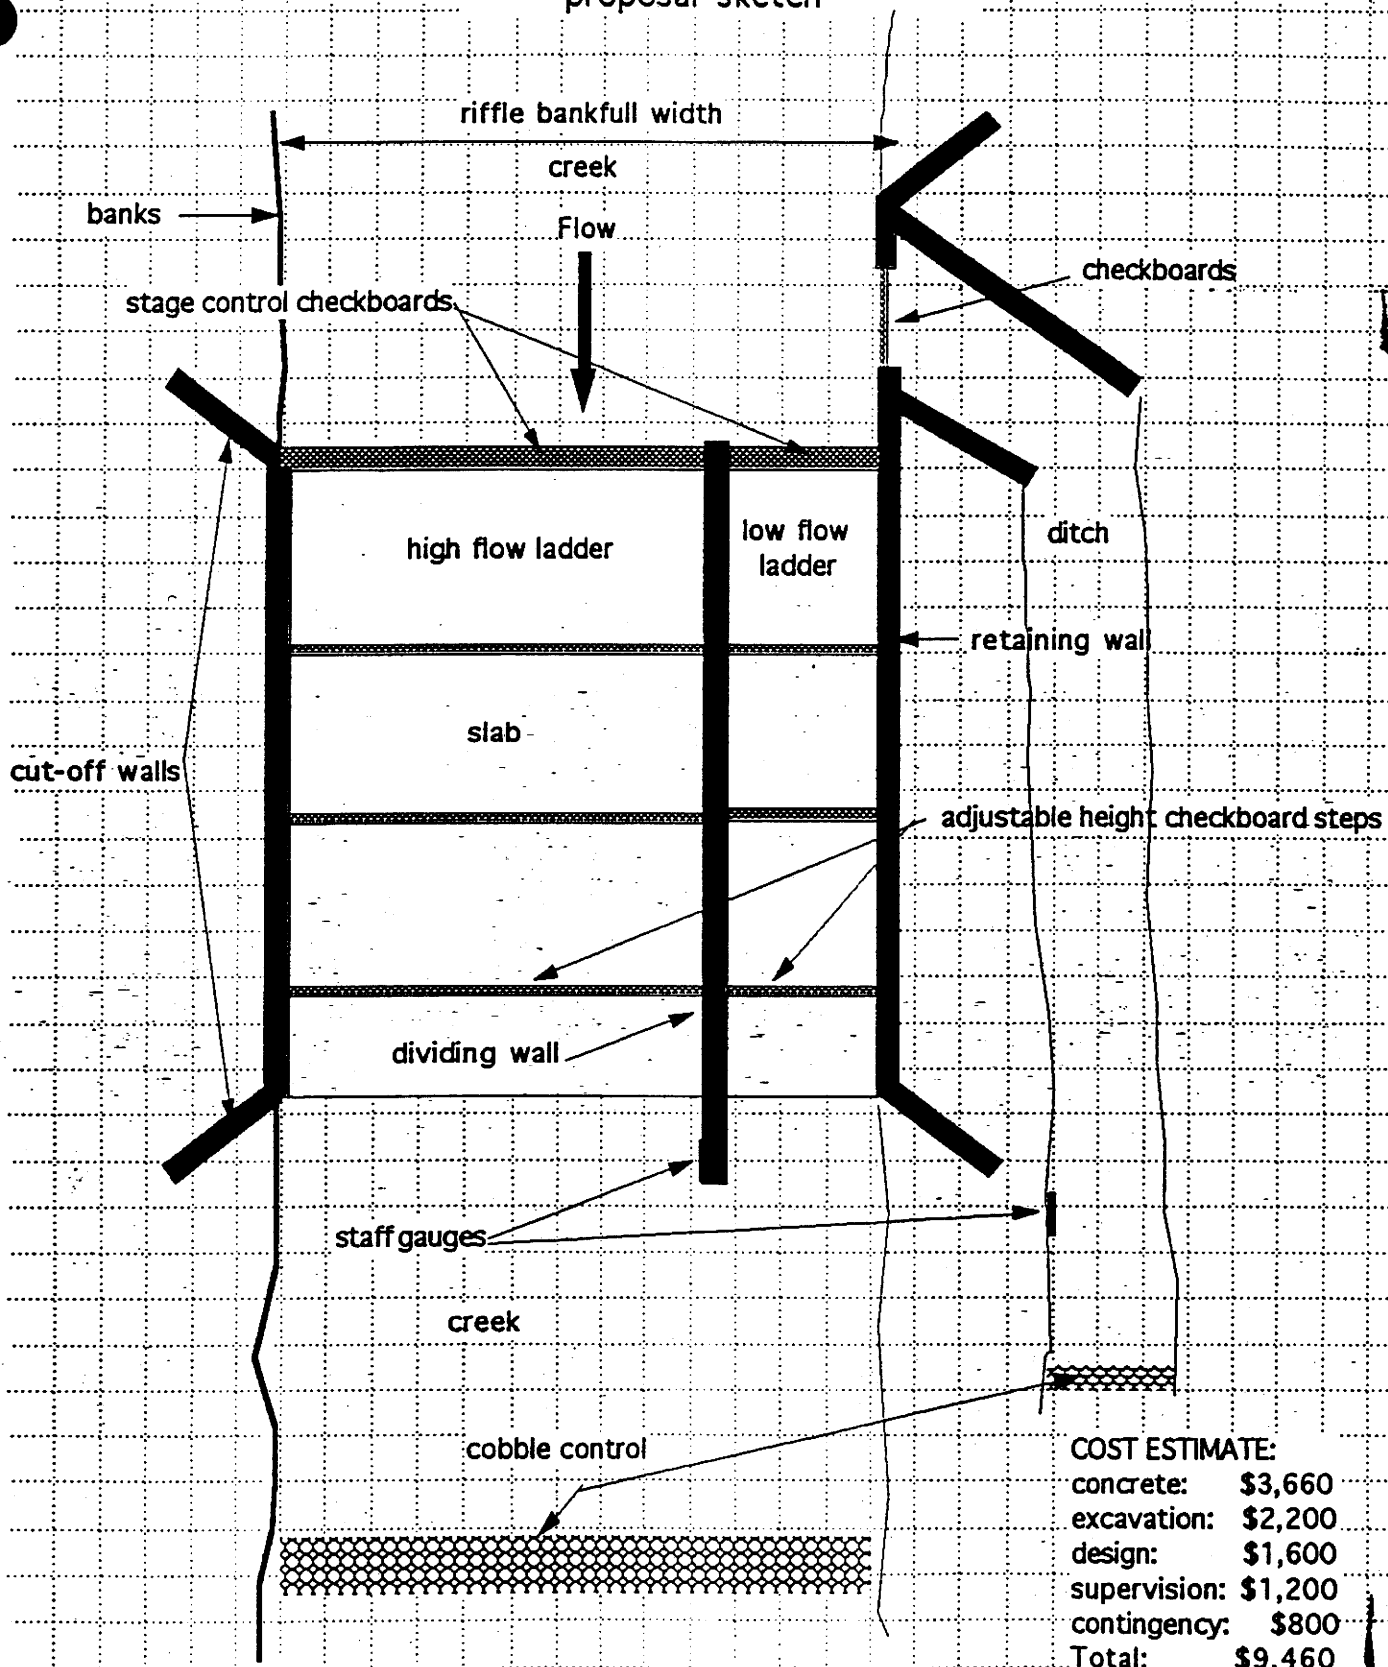 proposal sketch
riffle bankfull width
creek
banks
Flow
checkboards
stage control checkboards
high flow ladder
low flow
ladder
ditch
retaining wall
slab
cut-off walls
adjustable height checkboard steps
dividing wall
staff gauges
creek
cobble control
COST ESTIMATE:
concrete: $3,660
excavation: $2,200
design: $1,600
supervision: $1,200
contingency: $800
Total: $9,460